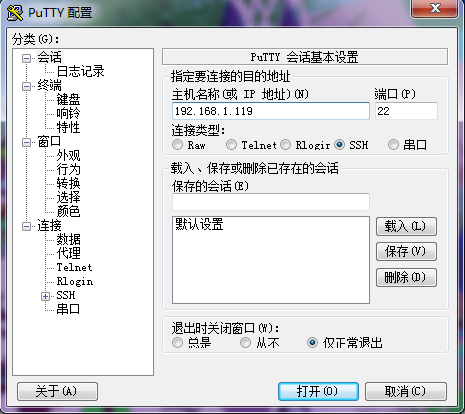 PuTTY 配置
分类(G):
会话
日志记录
终端
键盘
响铃
特性
窗口
外观
行为
转换
选择
颜色
连接
数据
代理
Telnet
Rlogin
SSH
串口
PuTTY 会话基本设置
指定要连接的目的地址
主机名称(或 IP 地址)(N) 端口(P)
192.168.1.119 22
连接类型:
Raw Telnet Rlogir SSH 串口
载入、保存或删除已存在的会话
保存的会话(E)
默认设置
载入(L)
保存(V)
删除(D)
退出时关闭窗口(W):
总是 从不 仅正常退出
关于(A) 打开(O) 取消(C)